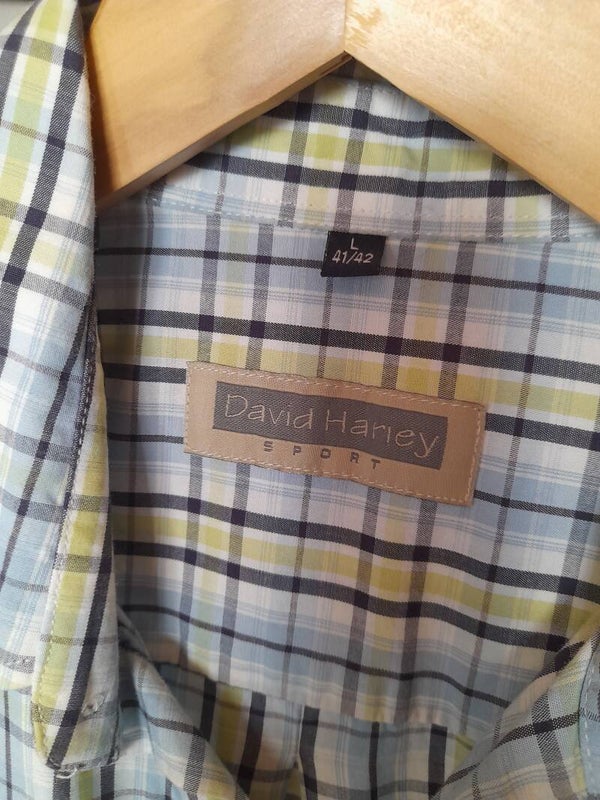 L
41/42
David Harley
SPORT